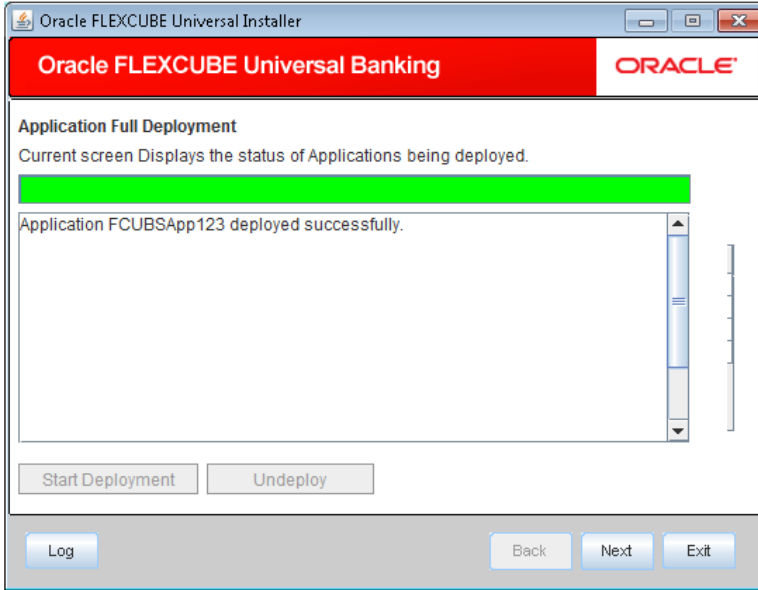 Oracle FLEXCUBE Universal Installer
Oracle FLEXCUBE Universal Banking
ORACLE
Application Full Deployment
Current screen Displays the status of Applications being deployed.
Application FCUBSApp123 deployed successfully.
Start Deployment Undeploy
Log Back Next Exit